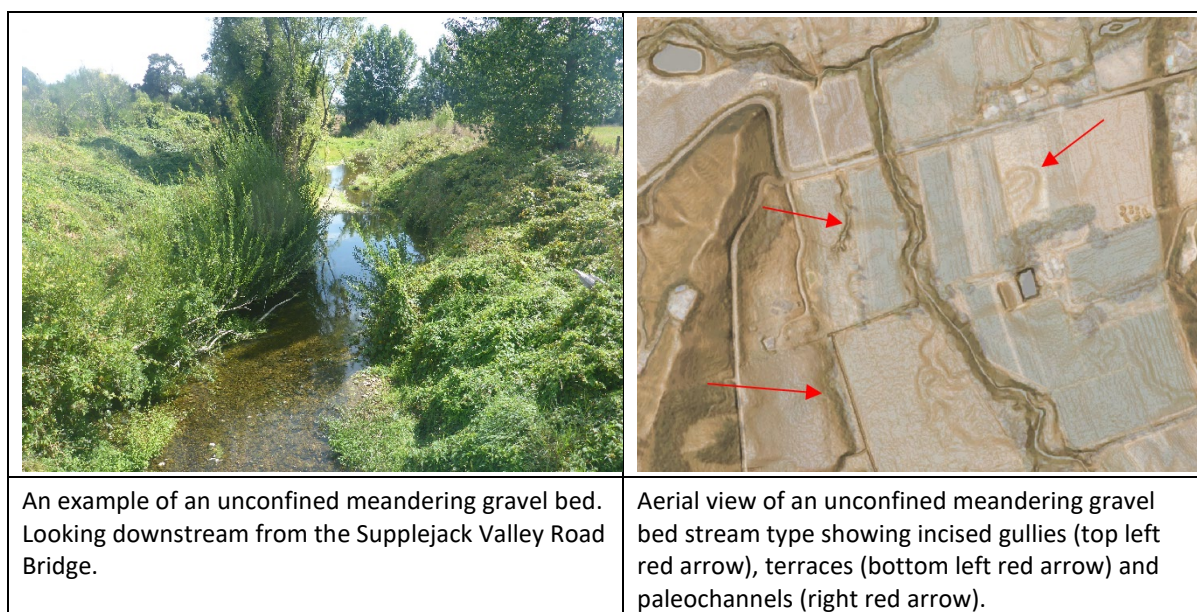 An example of an unconfined meandering gravel bed.
Looking downstream from the Supplejack Valley Road
Bridge.
Aerial view of an unconfined meandering gravel
bed stream type showing incised gullies (top left
red arrow), terraces (bottom left red arrow) and
paleochannels (right red arrow).